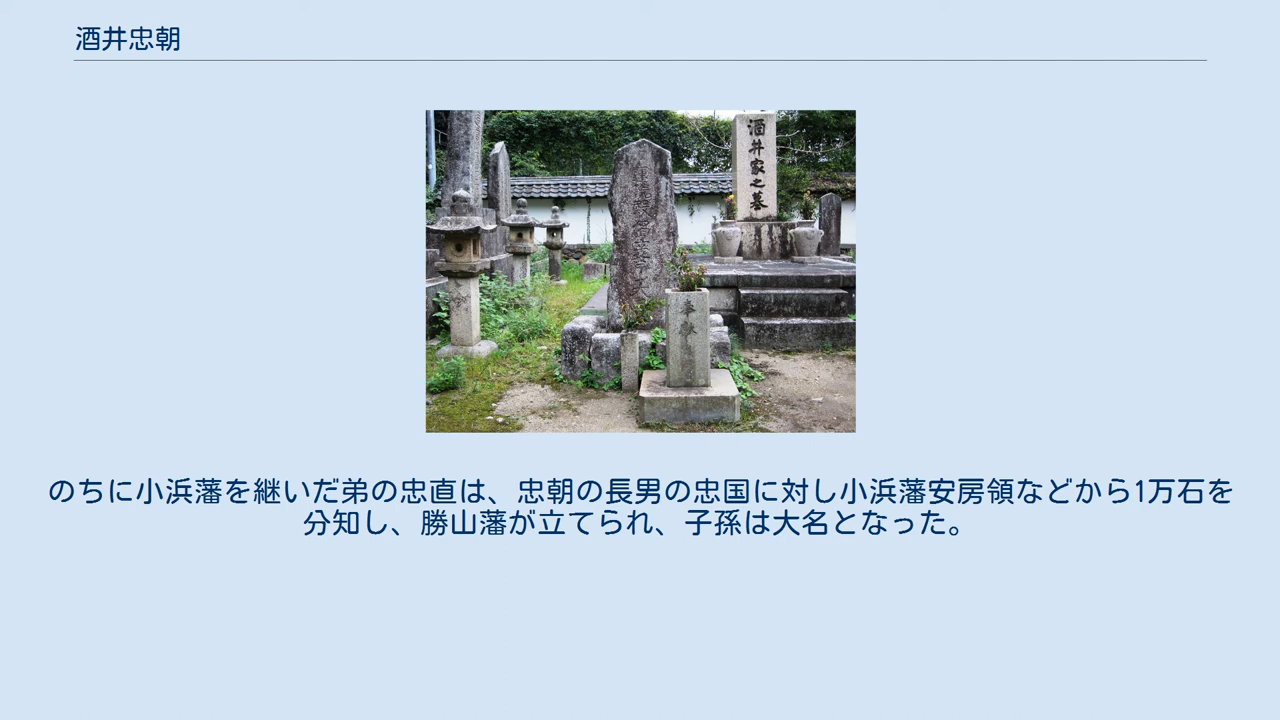 酒井忠朝
酒井家之墓
奉献
のちに小浜藩を継いだ弟の忠直は、忠朝の長男の忠国に対し小浜藩安房領などから1万石を
分知し、勝山藩が立てられ、子孫は大名となった。